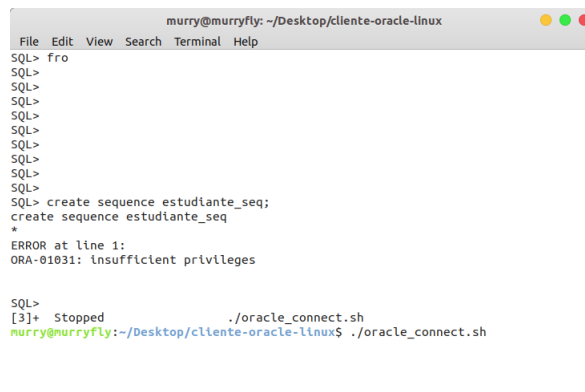 murry@murryfly: ~/Desktop/cliente-oracle-linux
File Edit View Search Terminal Help
SQL> fro
SQL>
SQL>
SQL>
SQL>
SQL>
SQL>
SQL>
SQL>
SQL>
SQL> create sequence estudiante_seq;
create sequence estudiante_seq
*
ERROR at line 1:
ORA-01031: insufficient privileges
SQL>
[3]+  Stopped                 ./oracle_connect.sh
murry@murryfly:~/Desktop/cliente-oracle-linux$ ./oracle_connect.sh